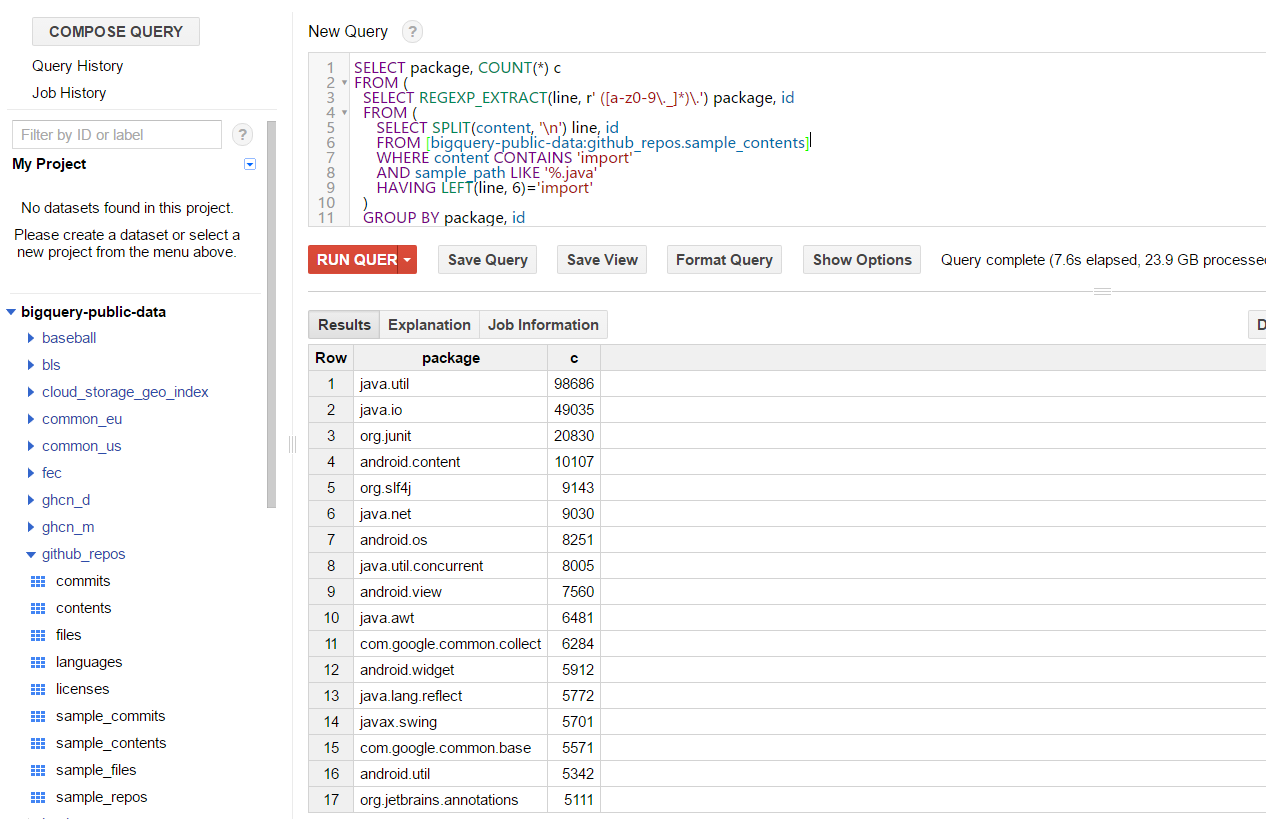 COMPOSE QUERY
Query History
Job History
Filter by ID or label
?
My Project
No datasets found in this project.
Please create a dataset or select a
new project from the menu above.
bigquery-public-data
baseball
bls
cloud_storage_geo_index
common_eu
common_us
fec
ghcn_d
ghcn_m
github_repos
commits
contents
files
languages
licenses
sample_commits
sample_contents
sample_files
sample_repos
New Query ?
1 SELECT package, COUNT(*) c
2 FROM (
3 SELECT REGEXP_EXTRACT(line, r' ([a-z0-9\._]*)\.') package, id
4 FROM (
5 SELECT SPLIT(content, '\n') line, id
6 FROM [bigquery-public-data:github_repos.sample_contents]
7 WHERE content CONTAINS 'import'
8 AND sample_path LIKE '%.java'
9 HAVING LEFT(line, 6)='import'
10 )
11 GROUP BY package, id
RUN QUER Save Query Save View Format Query Show Options Query complete (7.6s elapsed, 23.9 GB processe
Results Explanation Job Information D
Row package c
1 java.util 98686
2 java.io 49035
3 org.junit 20830
4 android.content 10107
5 org.slf4j 9143
6 java.net 9030
7 android.os 8251
8 java.util.concurrent 8005
9 android.view 7560
10 java.awt 6481
11 com.google.common.collect 6284
12 android.widget 5912
13 java.lang.reflect 5772
14 javax.swing 5701
15 com.google.common.base 5571
16 android.util 5342
17 org.jetbrains.annotations 5111